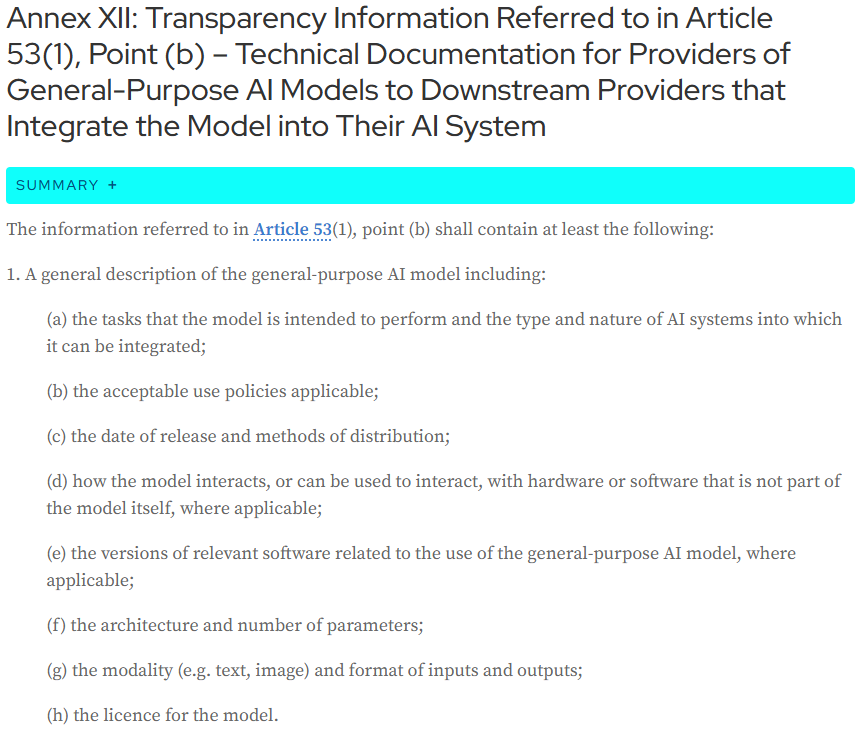 Annex XII: Transparency Information Referred to in Article
53(1), Point (b) – Technical Documentation for Providers of
General-Purpose AI Models to Downstream Providers that
Integrate the Model into Their AI System
SUMMARY +
The information referred to in Article 53(1), point (b) shall contain at least the following:
1. A general description of the general-purpose AI model including:
(a) the tasks that the model is intended to perform and the type and nature of AI systems into which
it can be integrated;
(b) the acceptable use policies applicable;
(c) the date of release and methods of distribution;
(d) how the model interacts, or can be used to interact, with hardware or software that is not part of
the model itself, where applicable;
(e) the versions of relevant software related to the use of the general-purpose AI model, where
applicable;
(f) the architecture and number of parameters;
(g) the modality (e.g. text, image) and format of inputs and outputs;
(h) the licence for the model.